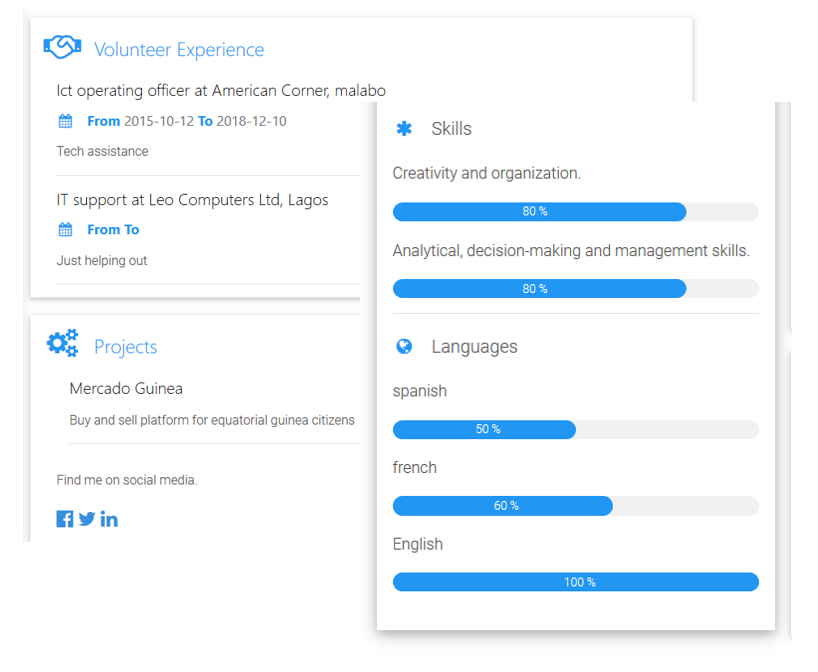 Volunteer Experience
Ict operating officer at American Corner, malabo
From 2015-10-12 To 2018-12-10
Tech assistance
IT support at Leo Computers Ltd, Lagos
From To
Just helping out
Projects
Mercado Guinea
Buy and sell platform for equatorial guinea citizens
Find me on social media.
Skills
Creativity and organization.
80 %
Analytical, decision-making and management skills.
80 %
Languages
spanish
50 %
french
60 %
English
100 %